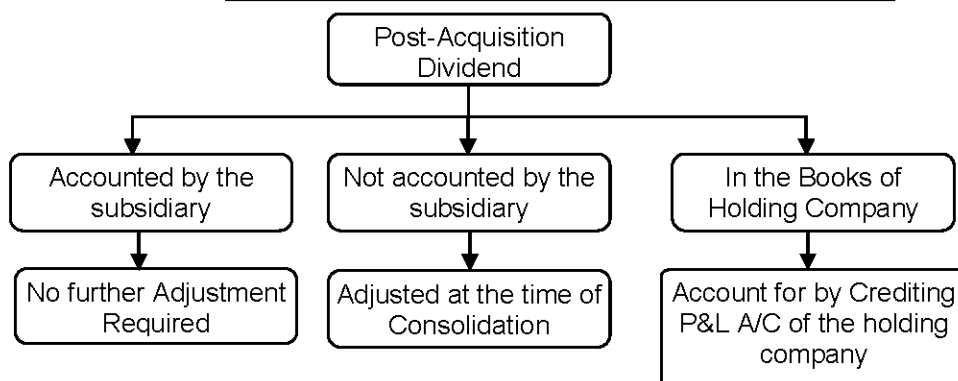 Post-Acquisition
Dividend
Accounted by the
subsidiary
Not accounted by the
subsidiary
In the Books of
Holding Company
No further Adjustment
Required
Adjusted at the time of
Consolidation
Account for by Crediting
P&L A/C of the holding
company